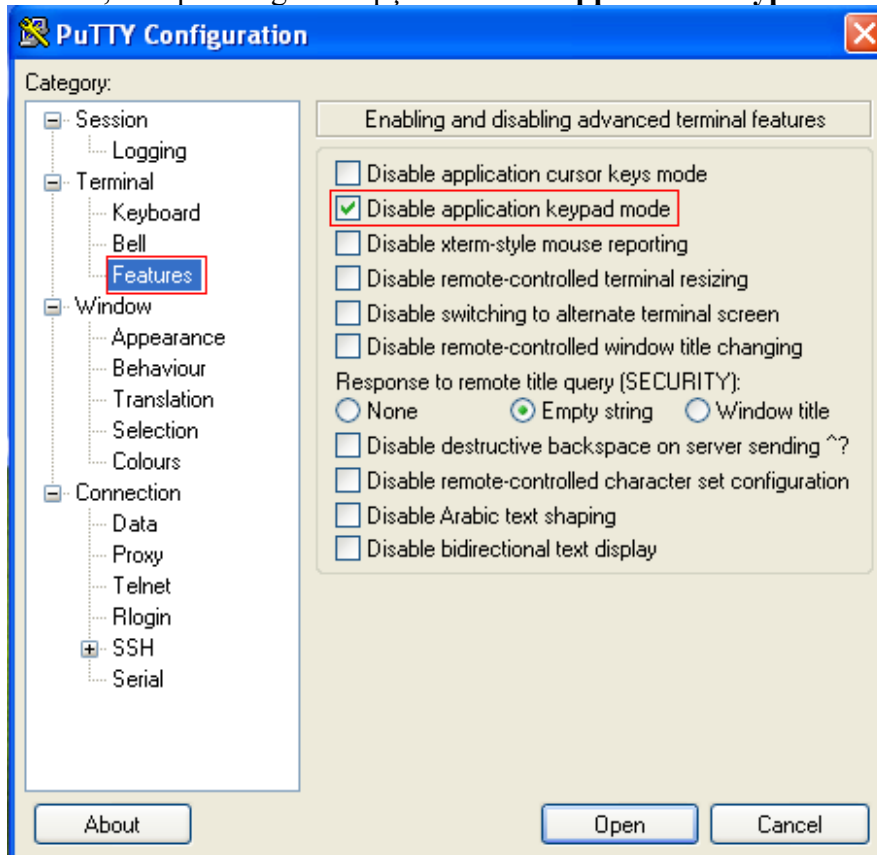 PuTTY Configuration
Category:
Session
Logging
Terminal
Keyboard
Bell
Features
Window
Appearance
Behaviour
Translation
Selection
Colours
Connection
Data
Proxy
Telnet
Rlogin
SSH
Serial
Enabling and disabling advanced terminal features
Disable application cursor keys mode
Disable application keypad mode
Disable xterm-style mouse reporting
Disable remote-controlled terminal resizing
Disable switching to alternate terminal screen
Disable remote-controlled window title changing
Response to remote title query (SECURITY):
None Empty string Window title
Disable destructive backspace on server sending ^?
Disable remote-controlled character set configuration
Disable Arabic text shaping
Disable bidirectional text display
About Open Cancel